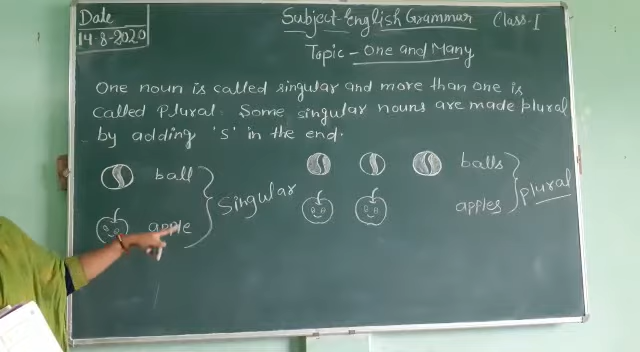 Date
14-8-2020
Subject-English Grammar Class-I
Topic - One and Many
One noun is called singular and more than one is
called Plural. Some singular nouns are made plural
by adding 's' in the end.
ball
apple
Singular
balls
apples
plural